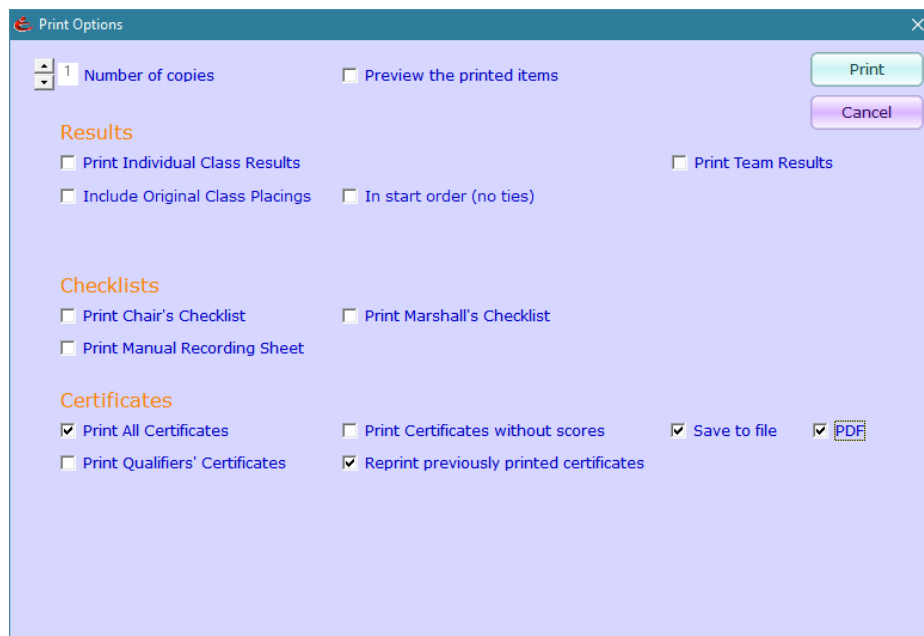 Print Options
1 Number of copies Preview the printed items Print
Cancel
Results
Print Individual Class Results Print Team Results
Include Original Class Placings In start order (no ties)
Checklists
Print Chair's Checklist Print Marshall's Checklist
Print Manual Recording Sheet
Certificates
Print All Certificates Print Certificates without scores Save to file PDF
Print Qualifiers' Certificates Reprint previously printed certificates